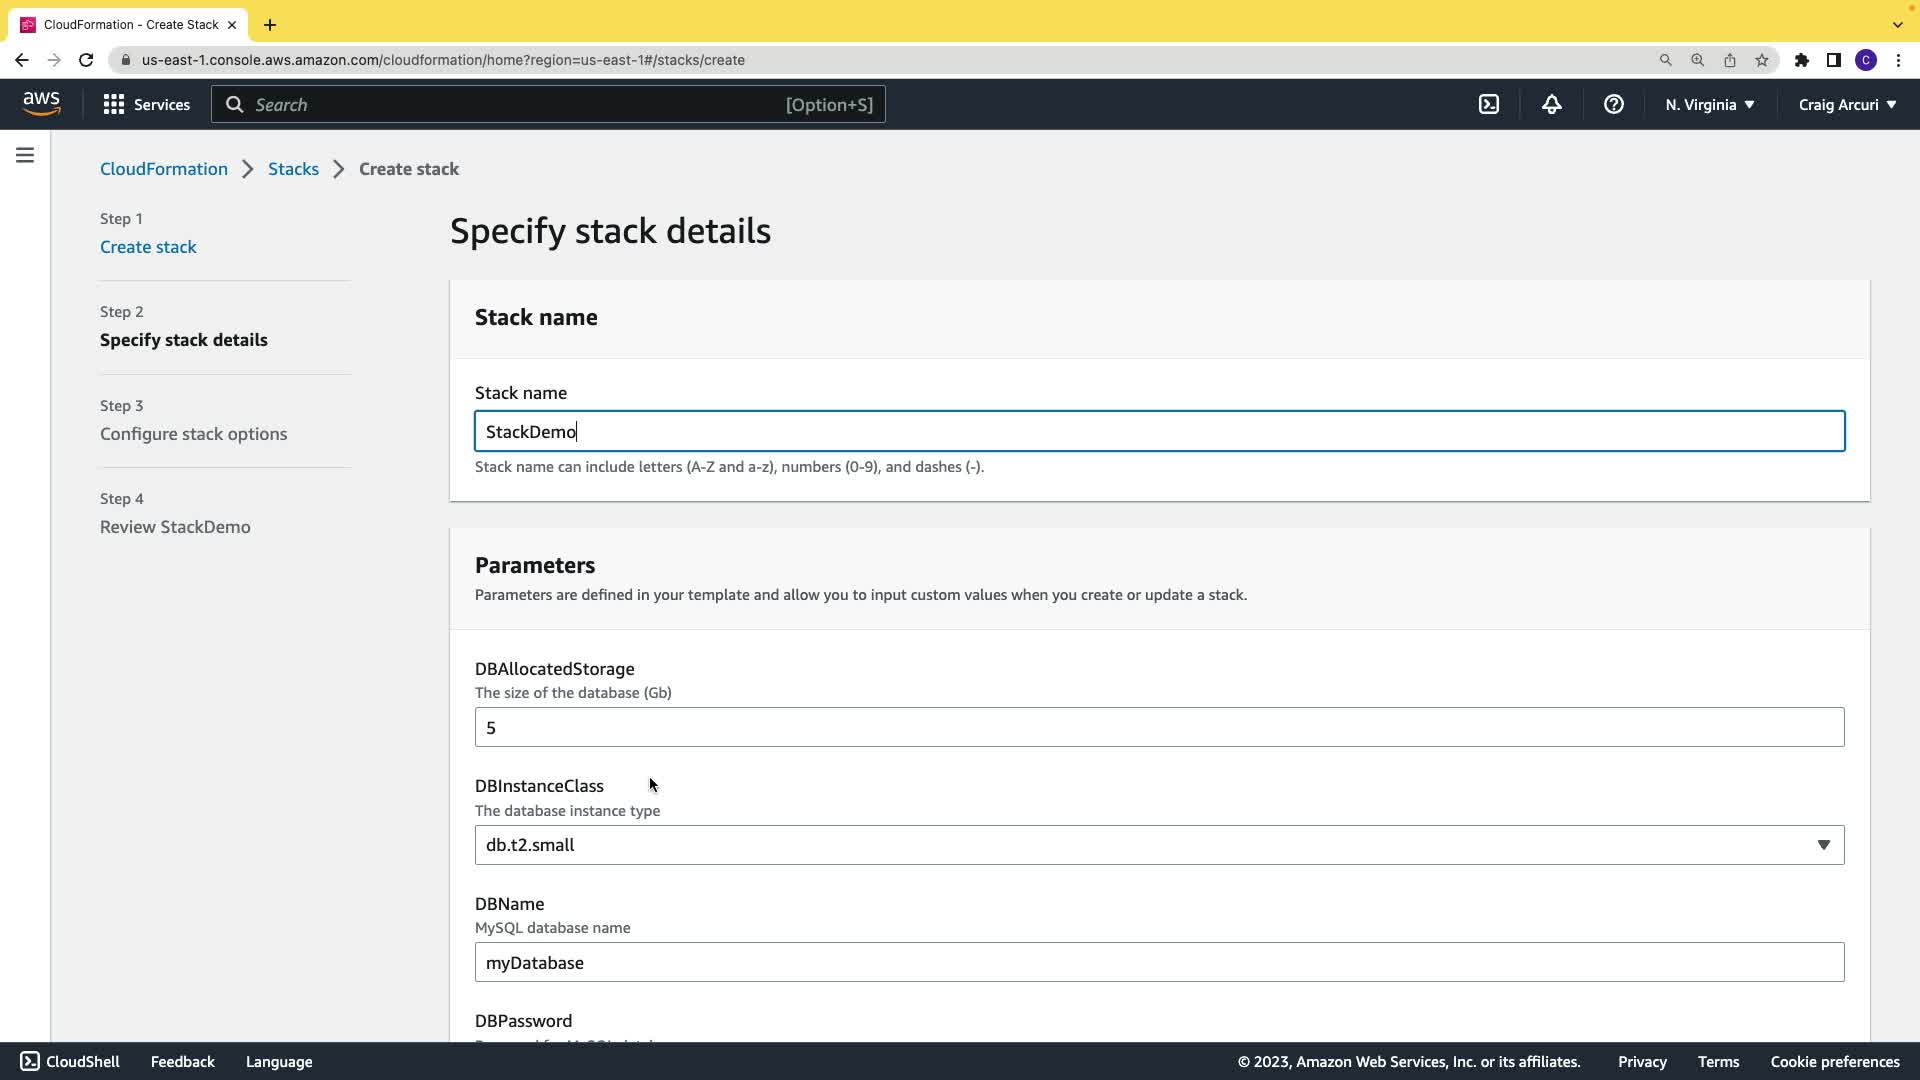 CloudFormation - Create Stack
us-east-1.console.aws.amazon.com/cloudformation/home?region=us-east-1#/stacks/create
C
aws
Services
Search
[Option+S]
N. Virginia
Craig Arcuri
CloudFormation
Stacks
Create stack
Step 1
Create stack
Step 2
Specify stack details
Step 3
Configure stack options
Step 4
Review StackDemo
Specify stack details
Stack name
Stack name
StackDemo
Stack name can include letters (A-Z and a-z), numbers (0-9), and dashes (-).
Parameters
Parameters are defined in your template and allow you to input custom values when you create or update a stack.
DBAllocatedStorage
The size of the database (Gb)
5
DBInstanceClass
The database instance type
db.t2.small
DBName
MySQL database name
myDatabase
DBPassword
CloudShell
Feedback
Language
© 2023, Amazon Web Services, Inc. or its affiliates.
Privacy
Terms
Cookie preferences